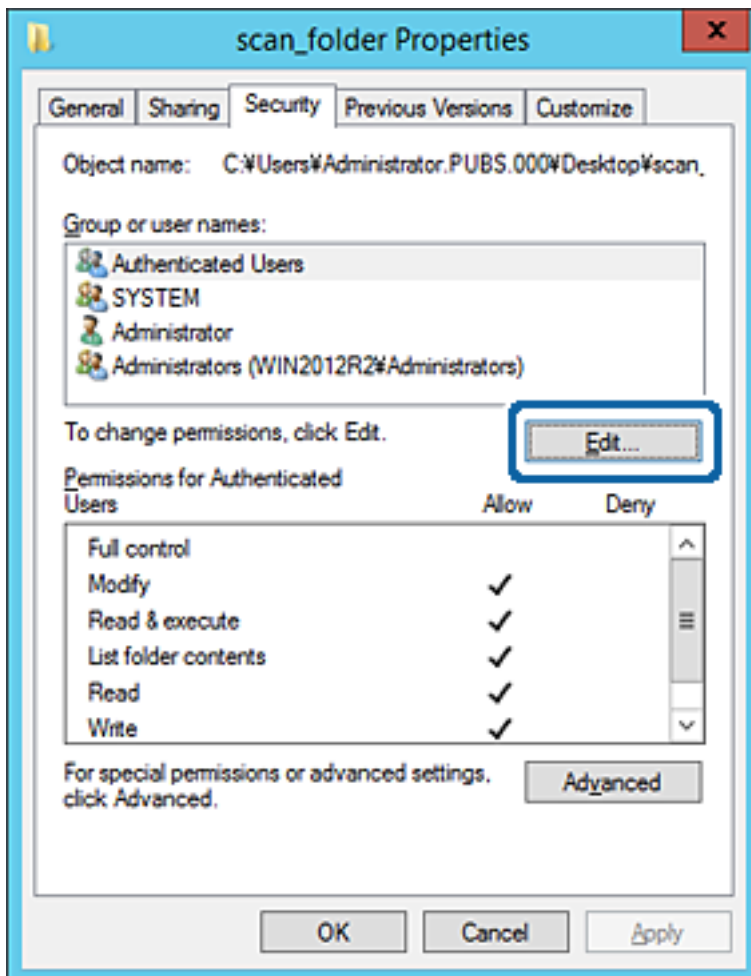 scan_folder Properties
x
General Sharing Security Previous Versions Customize
Object name: C:¥Users¥Administrator.PUBS.000¥Desktop¥scan_
Group or user names:
Authenticated Users
SYSTEM
Administrator
Administrators (WIN2012R2¥Administrators)
To change permissions, click Edit.
Edit...
Permissions for Authenticated
Users Allow Deny
Full control
Modify
Read & execute
List folder contents
Read
Write
For special permissions or advanced settings,
click Advanced.
Advanced
OK Cancel Apply